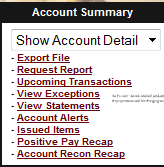 Account Summary
Show Account Detail
- Export File
- Request Report
- Upcoming Transactions
- View Exceptions
- View Statements
- Account Alerts
- Issued Items
- Positive Pay Recap
- Account Recon Recap